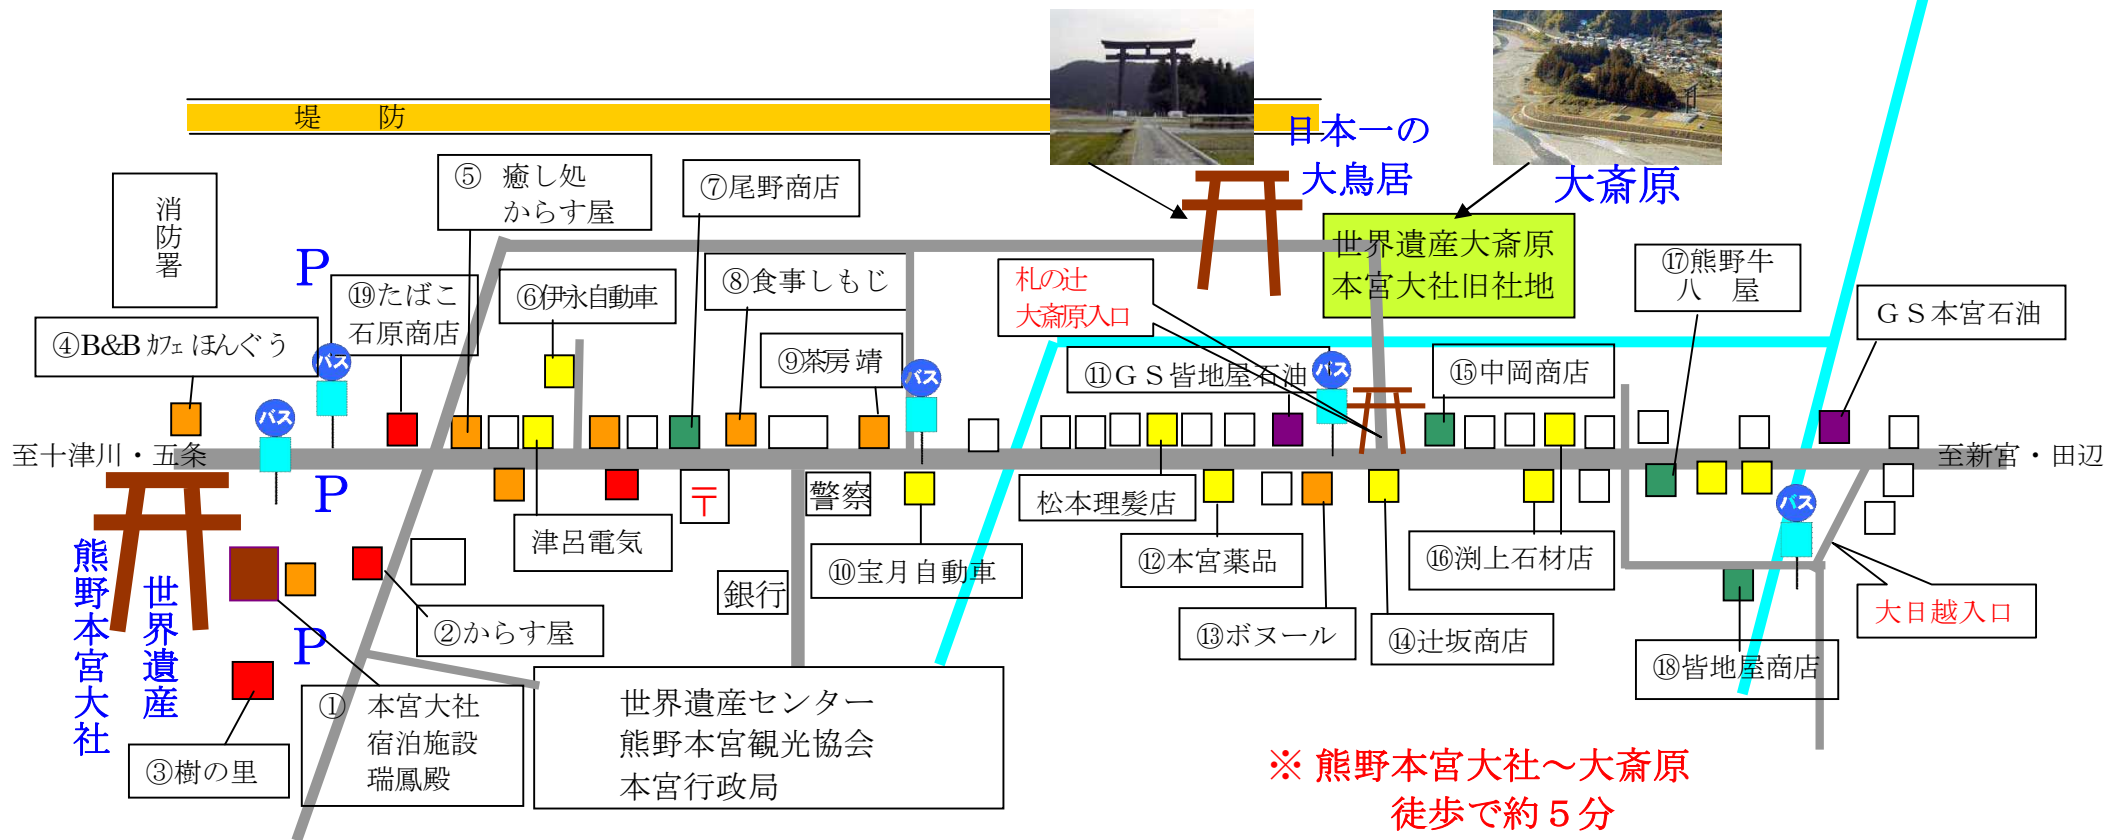 堤　防
日本一の
大鳥居
大斎原
消防署
P
⑤ 癒し処
からす屋
⑦尾野商店
世界遺産大斎原
本宮大社旧社地
⑰熊野牛
八　屋
⑲たばこ
石原商店
⑥伊永自動車
⑧食事しもじ
札の辻
大斎原入口
ＧＳ本宮石油
④B&Bカフェ ほんぐう
バス
⑨茶房 靖
バス
⑪ＧＳ皆地屋石油
バス
⑮中岡商店
バス
至十津川・五条
至新宮・田辺
P
〒
警察
松本理髪店
バス
津呂電気
⑩宝月自動車
⑫本宮薬品
⑯渕上石材店
熊野本宮大社
世界遺産
銀行
②からす屋
⑬ボヌール
⑭辻坂商店
大日越入口
P
⑱皆地屋商店
① 本宮大社
宿泊施設
瑞鳳殿
③樹の里
世界遺産センター
熊野本宮観光協会
本宮行政局
※ 熊野本宮大社～大斎原
徒歩で約５分